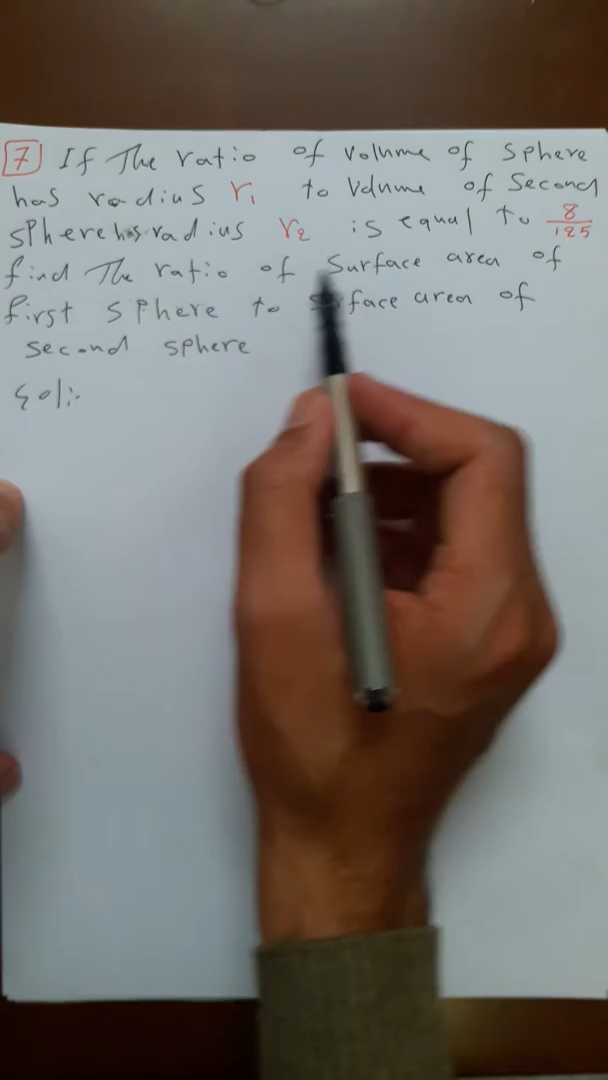 7 If The ratio of volume of sphere
has radius r₁ to volume of Second
sphere has radius r₂ is equal to 8/125
find The ratio of Surface area of
first sphere to surface area of
second sphere
Sol: